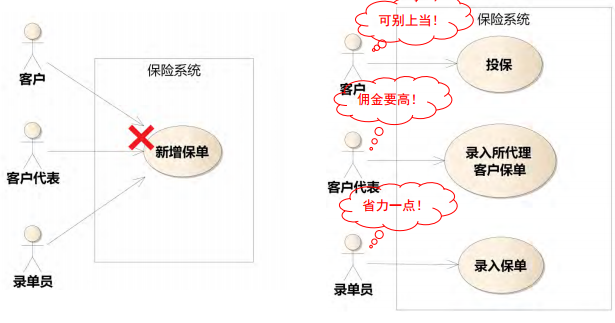 保险系统
客户
客户代表
录单员
新增保单
保险系统
可别上当！
客户
投保
佣金要高！
客户代表
录入所代理
客户保单
省力一点！
录单员
录入保单